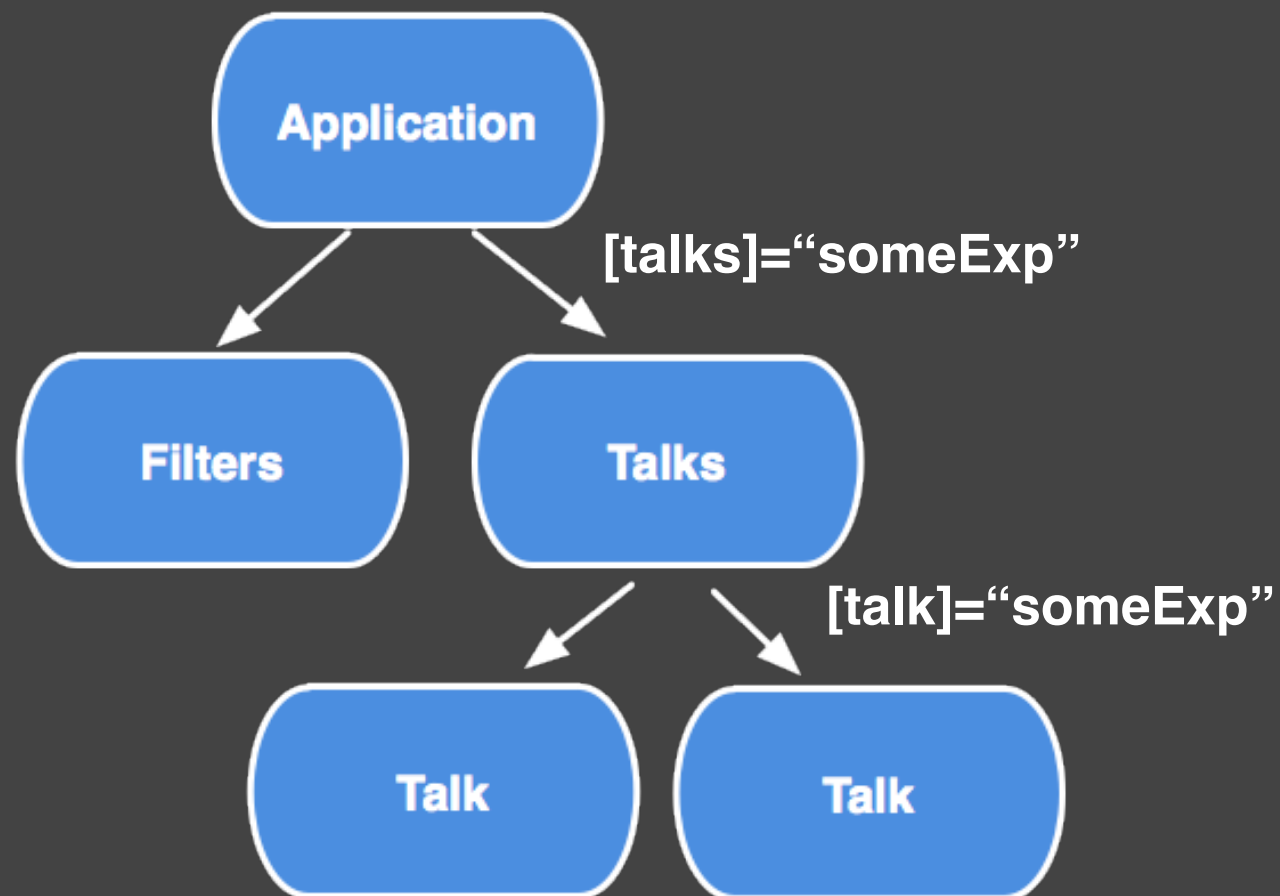 Application
[talks]=“someExp”
Filters
Talks
[talk]=“someExp”
Talk
Talk